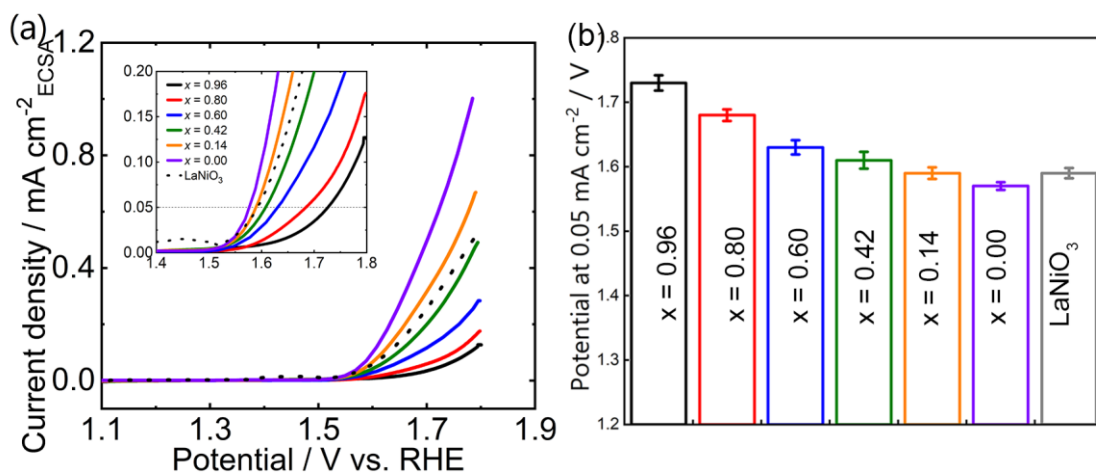 (a)
Current density / mA cm⁻²ECSA
1.2
0.8
0.4
0.0
1.1
1.3
1.5
1.7
1.9
Potential / V vs. RHE
0.20
0.15
0.10
0.05
0.00
1.4
1.5
1.6
1.7
1.8
x = 0.96
x = 0.80
x = 0.60
x = 0.42
x = 0.14
x = 0.00
LaNiO₃
(b)
Potential at 0.05 mA cm⁻² / V
1.7
1.6
1.5
1.4
1.3
1.2
x = 0.96
x = 0.80
x = 0.60
x = 0.42
x = 0.14
x = 0.00
LaNiO₃